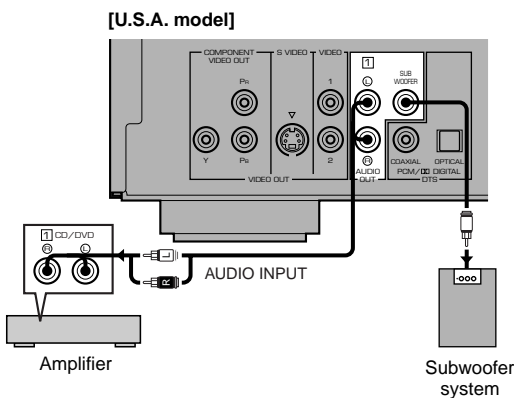 [U.S.A. model]
COMPONENT VIDEO OUT
S VIDEO
VIDEO
1
L
SUB WOOFER
PR
1
Y
PB
2
R
COAXIAL
OPTICAL
VIDEO OUT
AUDIO OUT
PCM/DD DIGITAL
DTS
1 CD/DVD
R
L
L
R
AUDIO INPUT
Amplifier
Subwoofer
system